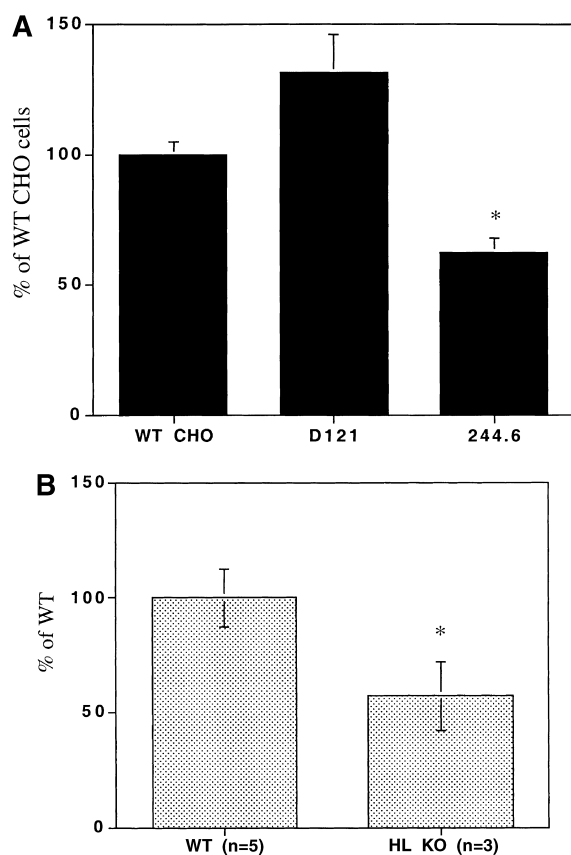 A
150
100
50
0
% of WT CHO cells
*
WT CHO
D121
244.6
B
150
100
50
0
% of WT
*
WT (n=5)
HL KO (n=3)